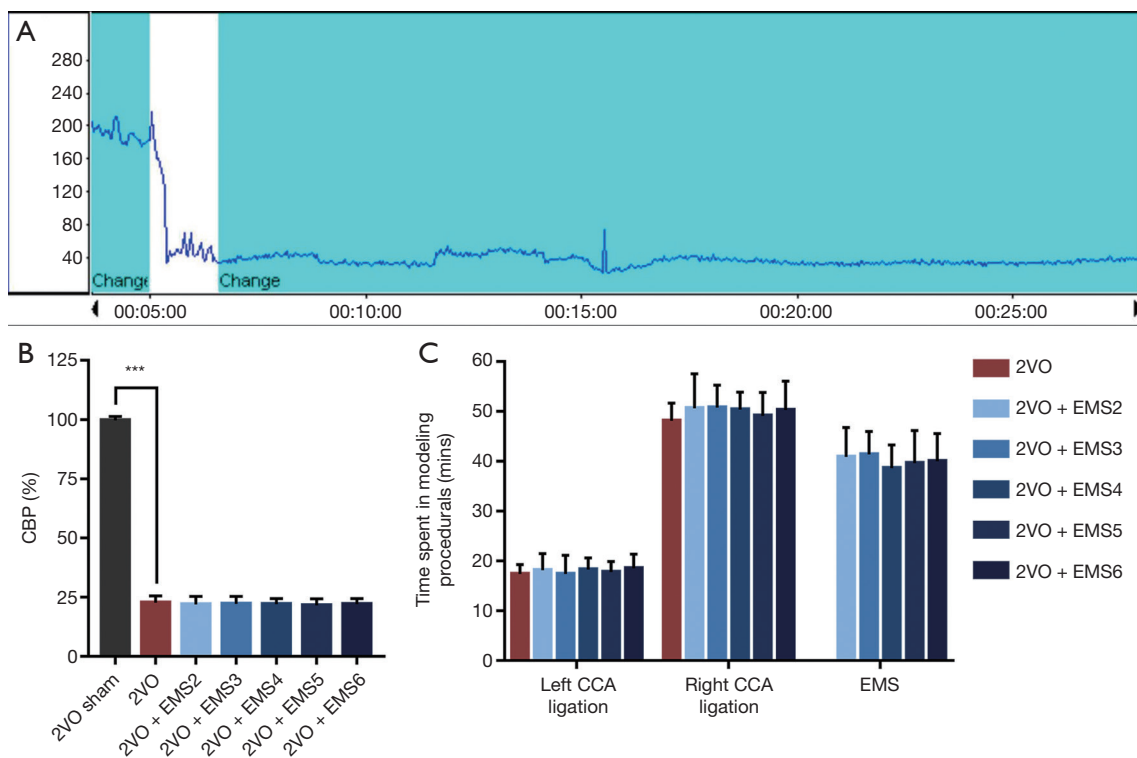 A
280
240
200
160
120
80
40
Change
Change
00:05:00
00:10:00
00:15:00
00:20:00
00:25:00
B
CBP (%)
125
100
75
50
25
0
***
2VO sham
2VO
2VO + EMS2
2VO + EMS3
2VO + EMS4
2VO + EMS5
2VO + EMS6
C
Time spent in modeling
procedurals (mins)
60
50
40
30
20
10
0
Left CCA
ligation
Right CCA
ligation
EMS
2VO
2VO + EMS2
2VO + EMS3
2VO + EMS4
2VO + EMS5
2VO + EMS6